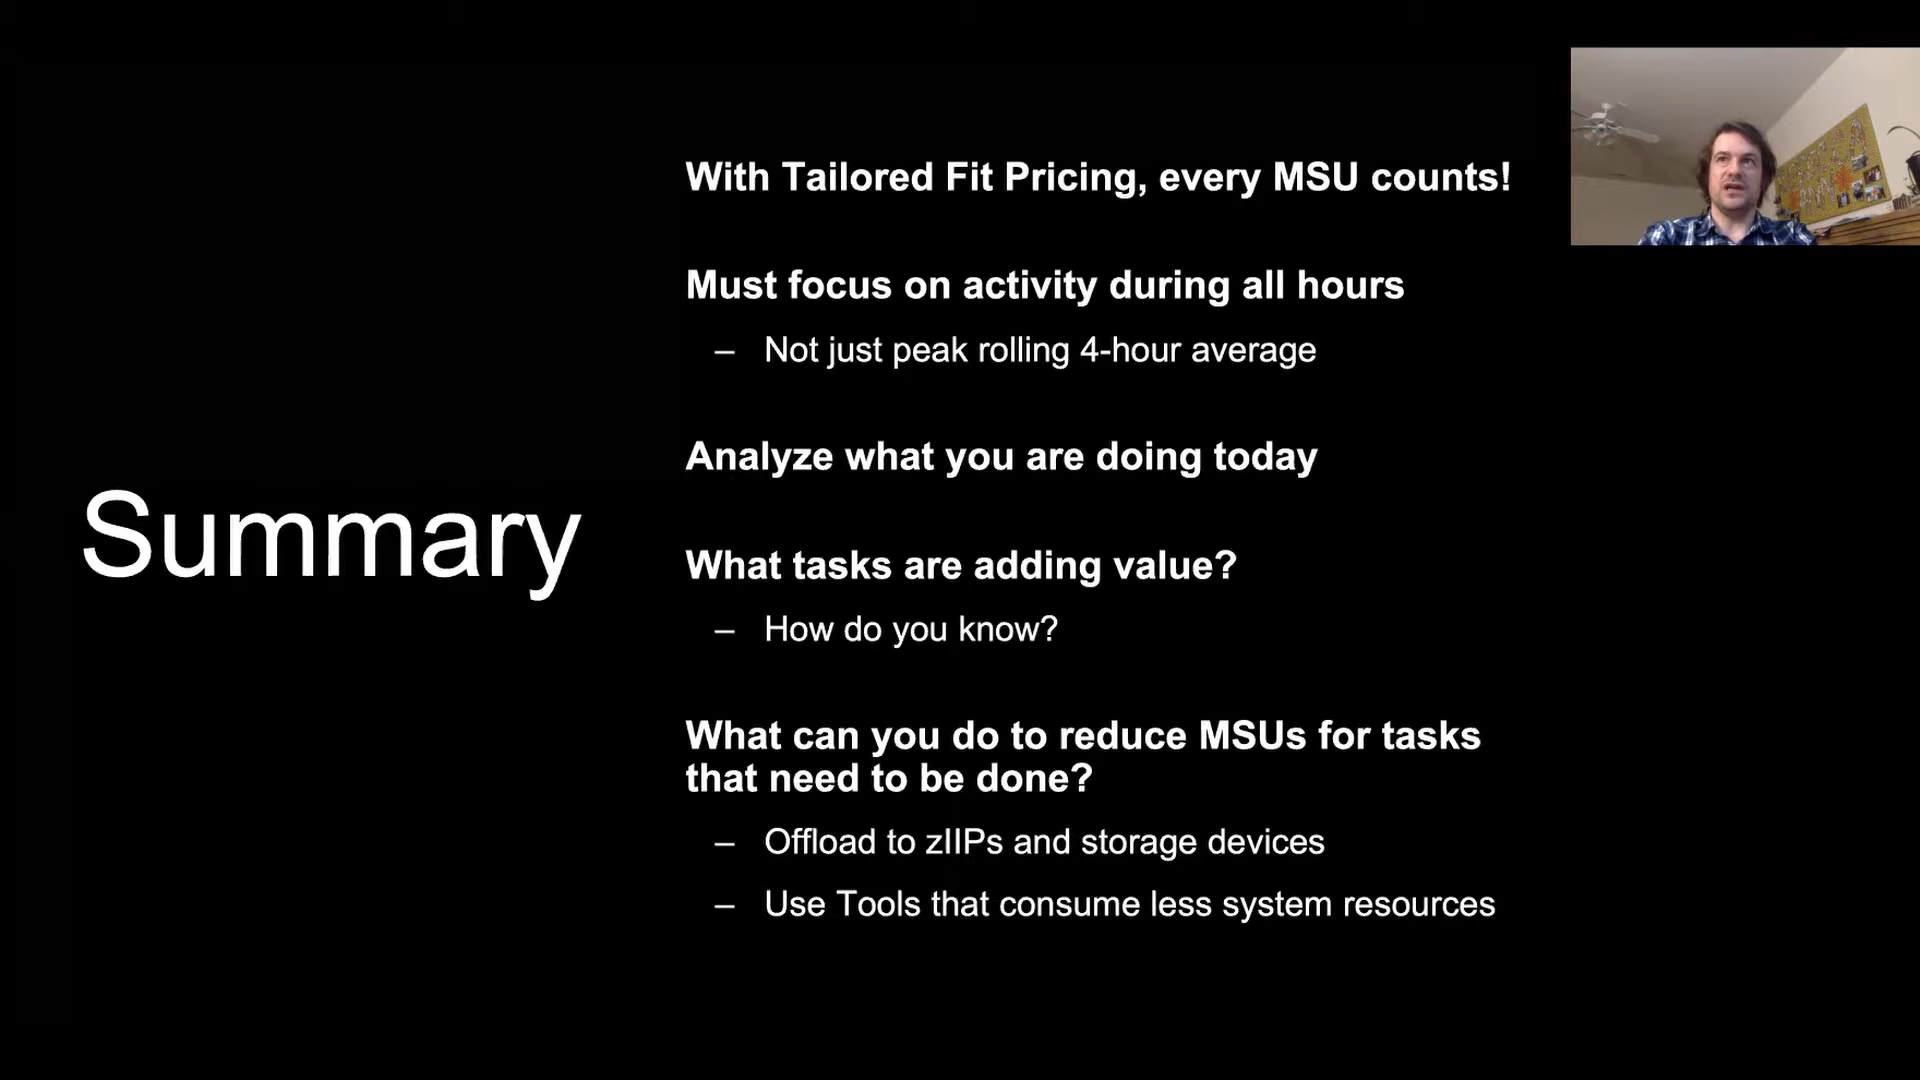 Summary
With Tailored Fit Pricing, every MSU counts!
Must focus on activity during all hours
– Not just peak rolling 4-hour average
Analyze what you are doing today
What tasks are adding value?
– How do you know?
What can you do to reduce MSUs for tasks
that need to be done?
– Offload to zIIPs and storage devices
– Use Tools that consume less system resources